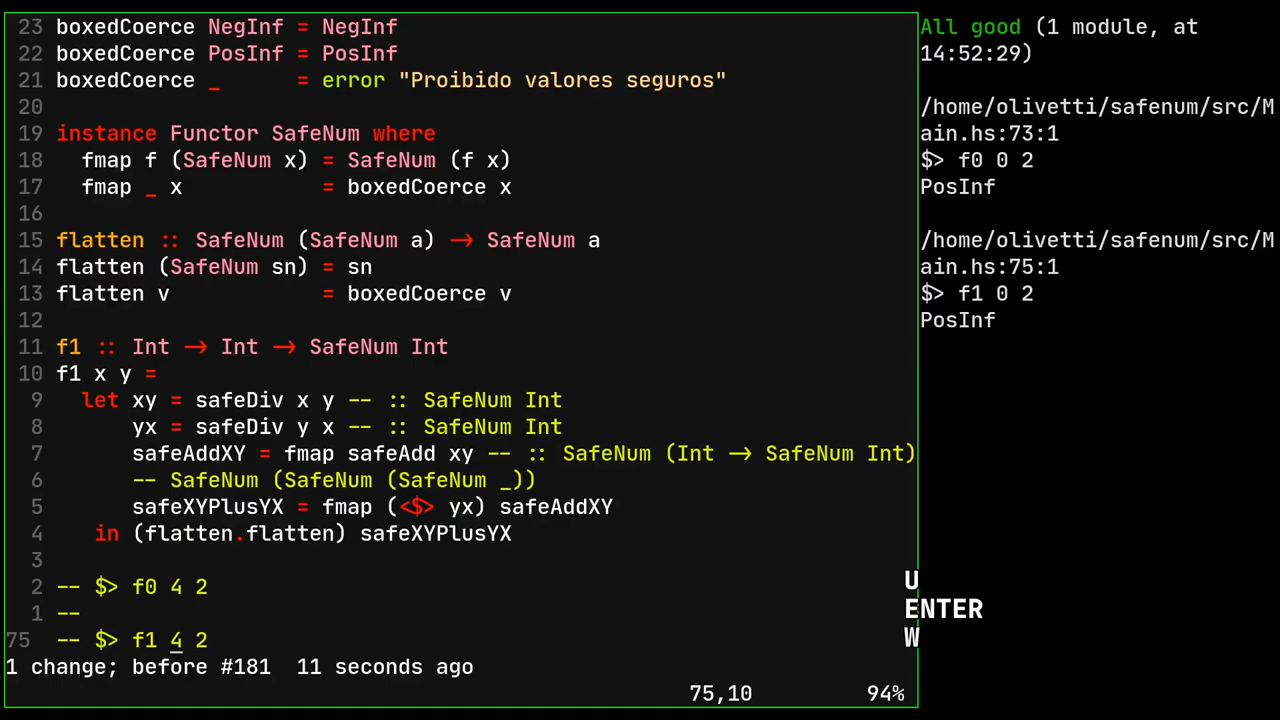 23 boxedCoerce NegInf = NegInf
22 boxedCoerce PosInf = PosInf
21 boxedCoerce _       = error "Proibido valores seguros"
20
19 instance Functor SafeNum where
18   fmap f (SafeNum x) = SafeNum (f x)
17   fmap _ x           = boxedCoerce x
16
15 flatten :: SafeNum (SafeNum a) → SafeNum a
14 flatten (SafeNum sn) = sn
13 flatten v            = boxedCoerce v
12
11 f1 :: Int → Int → SafeNum Int
10 f1 x y =
9   let xy = safeDiv x y -- :: SafeNum Int
8       yx = safeDiv y x -- :: SafeNum Int
7       safeAddXY = fmap safeAdd xy -- :: SafeNum (Int → SafeNum Int)
6       -- SafeNum (SafeNum (SafeNum _))
5       safeXYPlusYX = fmap (<$> yx) safeAddXY
4    in (flatten.flatten) safeXYPlusYX
3
2 -- $> f0 4 2
1 --
75 -- $> f1 4 2
1 change; before #181  11 seconds ago
75,10         94%
All good (1 module, at
14:52:29)
/home/olivetti/safenum/src/M
ain.hs:73:1
$> f0 0 2
PosInf
/home/olivetti/safenum/src/M
ain.hs:75:1
$> f1 0 2
PosInf
U
ENTER
W